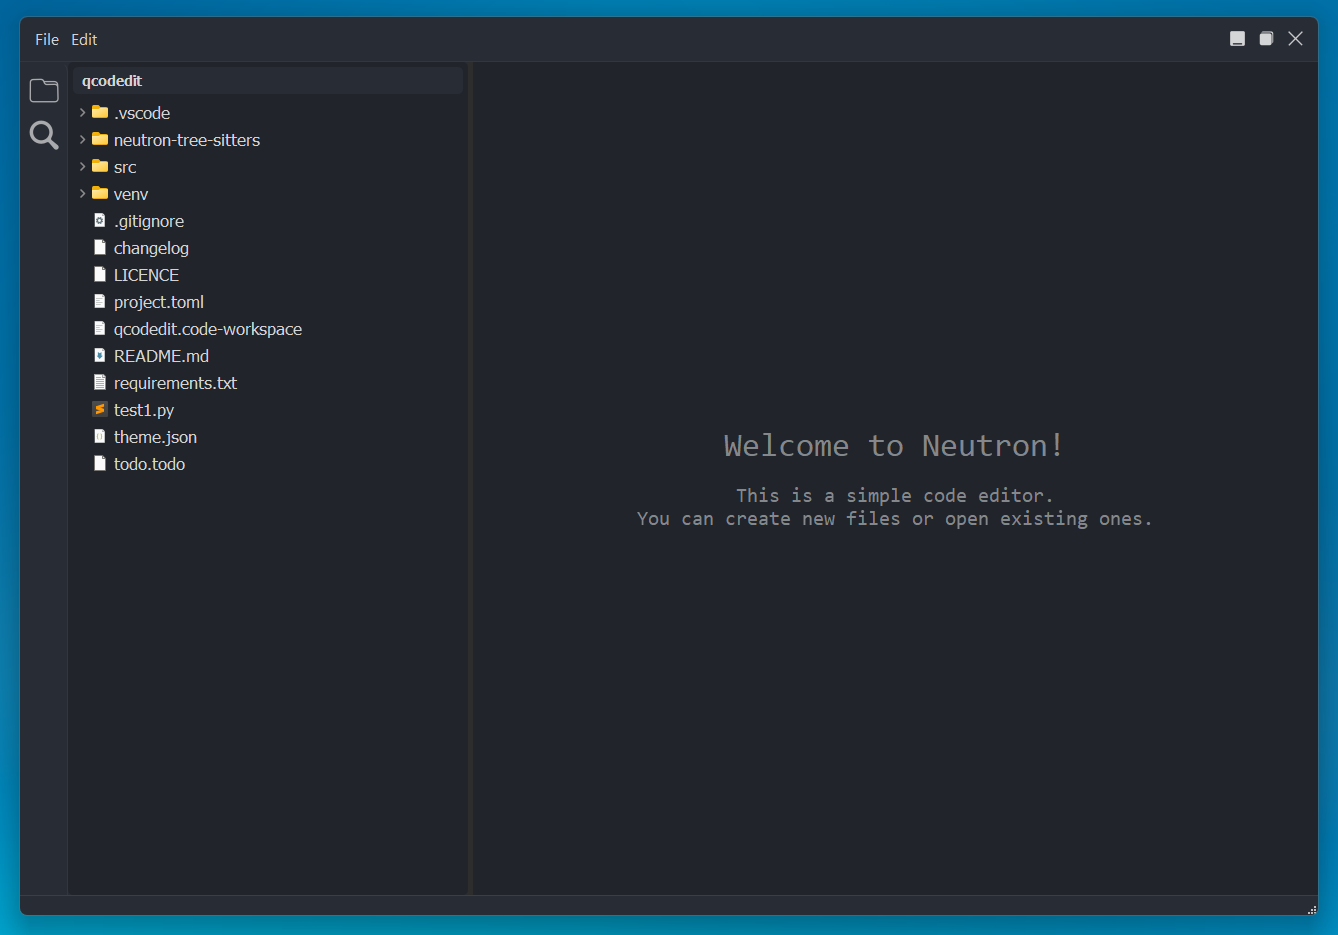 File Edit
qcodedit
.vscode
neutron-tree-sitters
src
venv
.gitignore
changelog
LICENCE
project.toml
qcodedit.code-workspace
README.md
requirements.txt
test1.py
theme.json
todo.todo
Welcome to Neutron!
This is a simple code editor.
You can create new files or open existing ones.